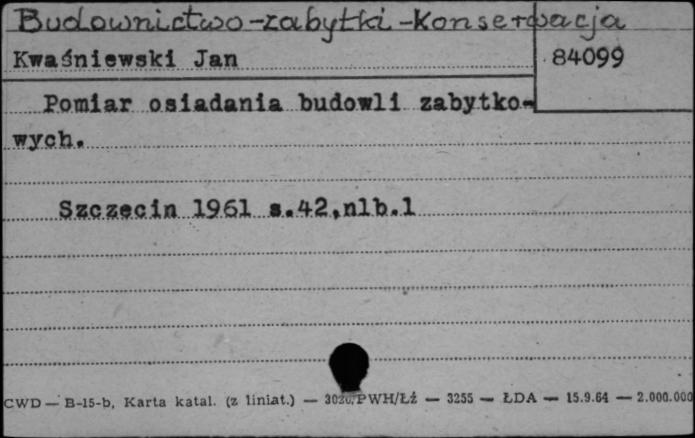 Budownictwo-zabytki-konserwacja
Kwaśniewski Jan
84099
Pomiar osiadania budowli zabytko-
wych.
Szczecin 1961 s.42,nlb.1
CWD — B-15-b, Karta katal. (z liniat.) — 3020/PWH/Łź — 3255 — ŁDA — 15.9.64 — 2.000.000